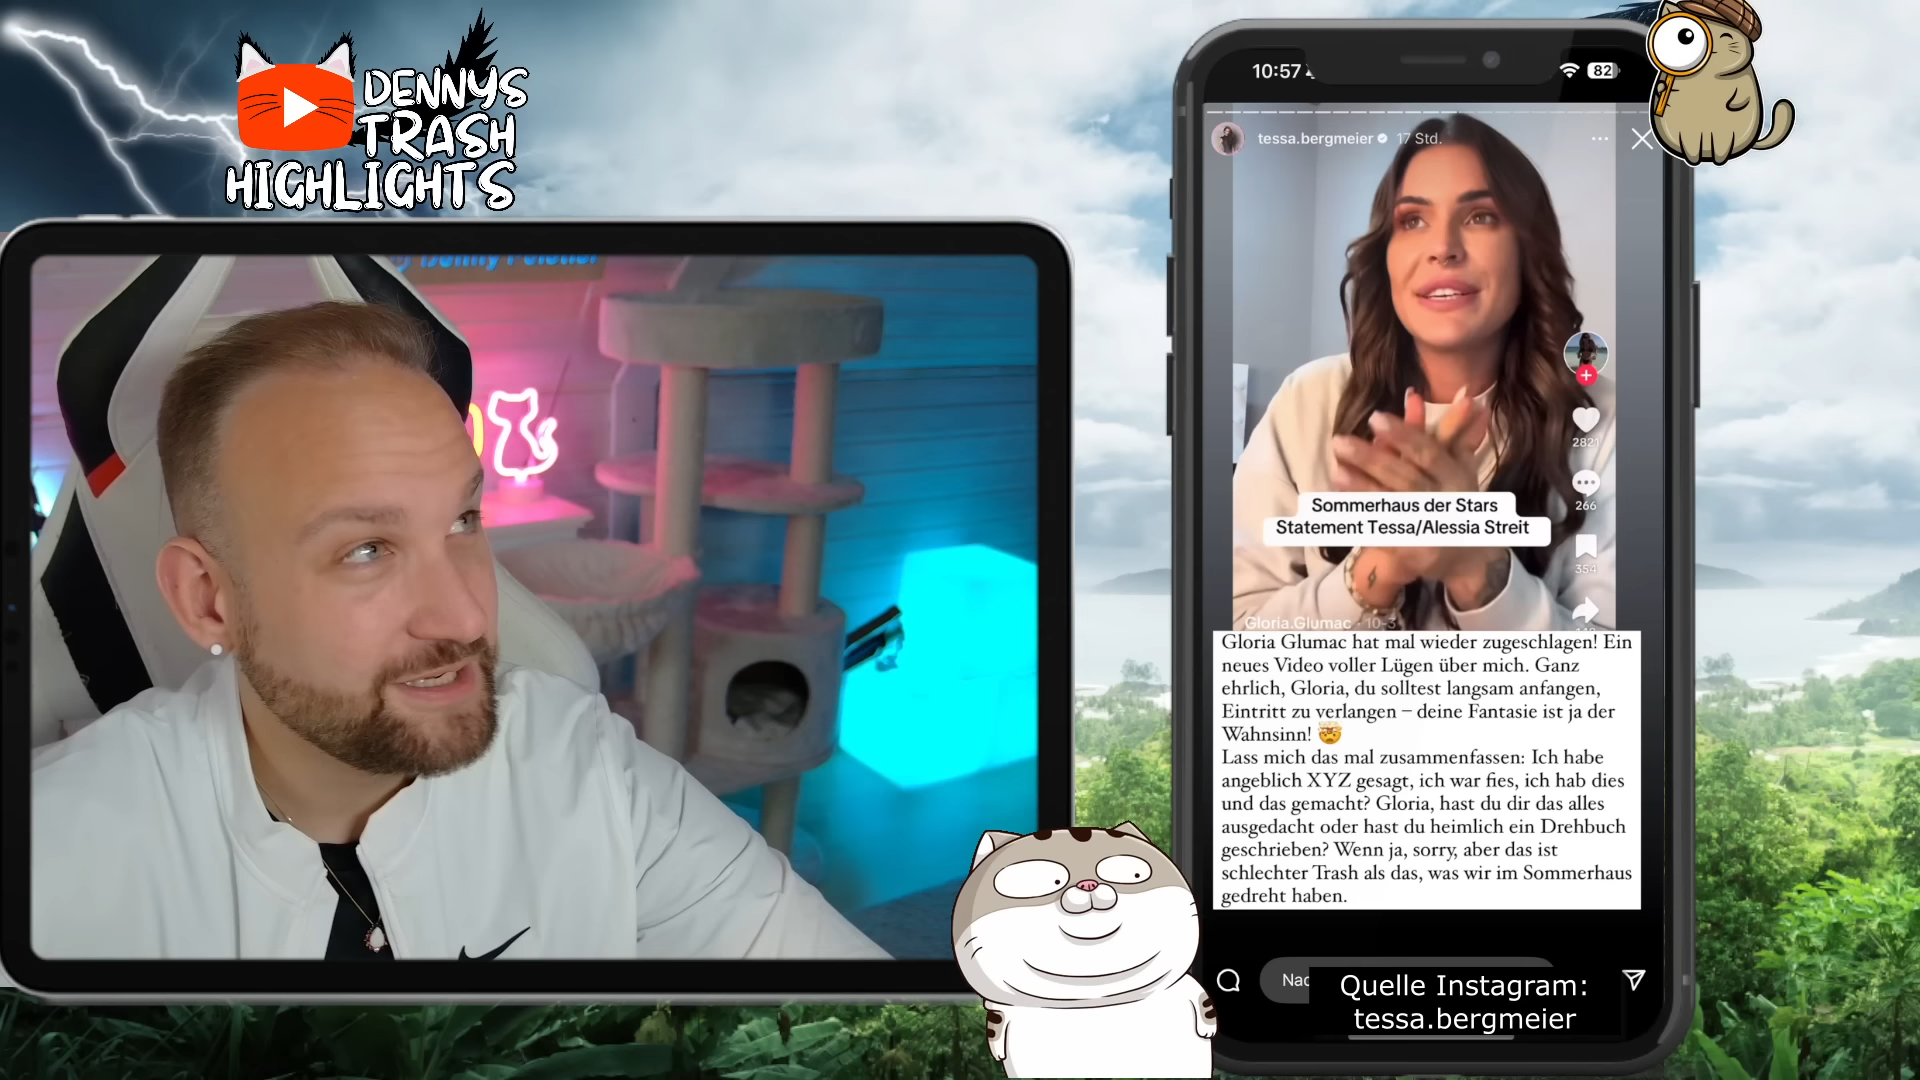 DENNYS
TRASH
HIGHLIGHTS
10:57
82
tessa.bergmeier 17 Std.
2821
266
Sommerhaus der Stars
Statement Tessa/Alessia Streit
354
Gloria.Glumac · 10-3
Gloria Glumac hat mal wieder zugeschlagen! Ein
neues Video voller Lügen über mich. Ganz
ehrlich, Gloria, du solltest langsam anfangen,
Eintritt zu verlangen – deine Fantasie ist ja der
Wahnsinn! 🤯
Lass mich das mal zusammenfassen: Ich habe
angeblich XYZ gesagt, ich war fies, ich hab dies
und das gemacht? Gloria, hast du dir das alles
ausgedacht oder hast du heimlich ein Drehbuch
geschrieben? Wenn ja, sorry, aber das ist
schlechter Trash als das, was wir im Sommerhaus
gedreht haben.
Nac
Quelle Instagram:
tessa.bergmeier